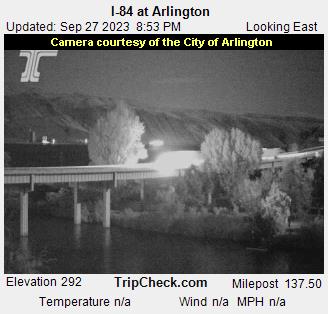 I-84 at Arlington
Updated: Sep 27 2023 8:53 PM Looking East
Camera courtesy of the City of Arlington
Elevation 292 TripCheck.com Milepost 137.50
Temperature n/a Wind n/a MPH n/a